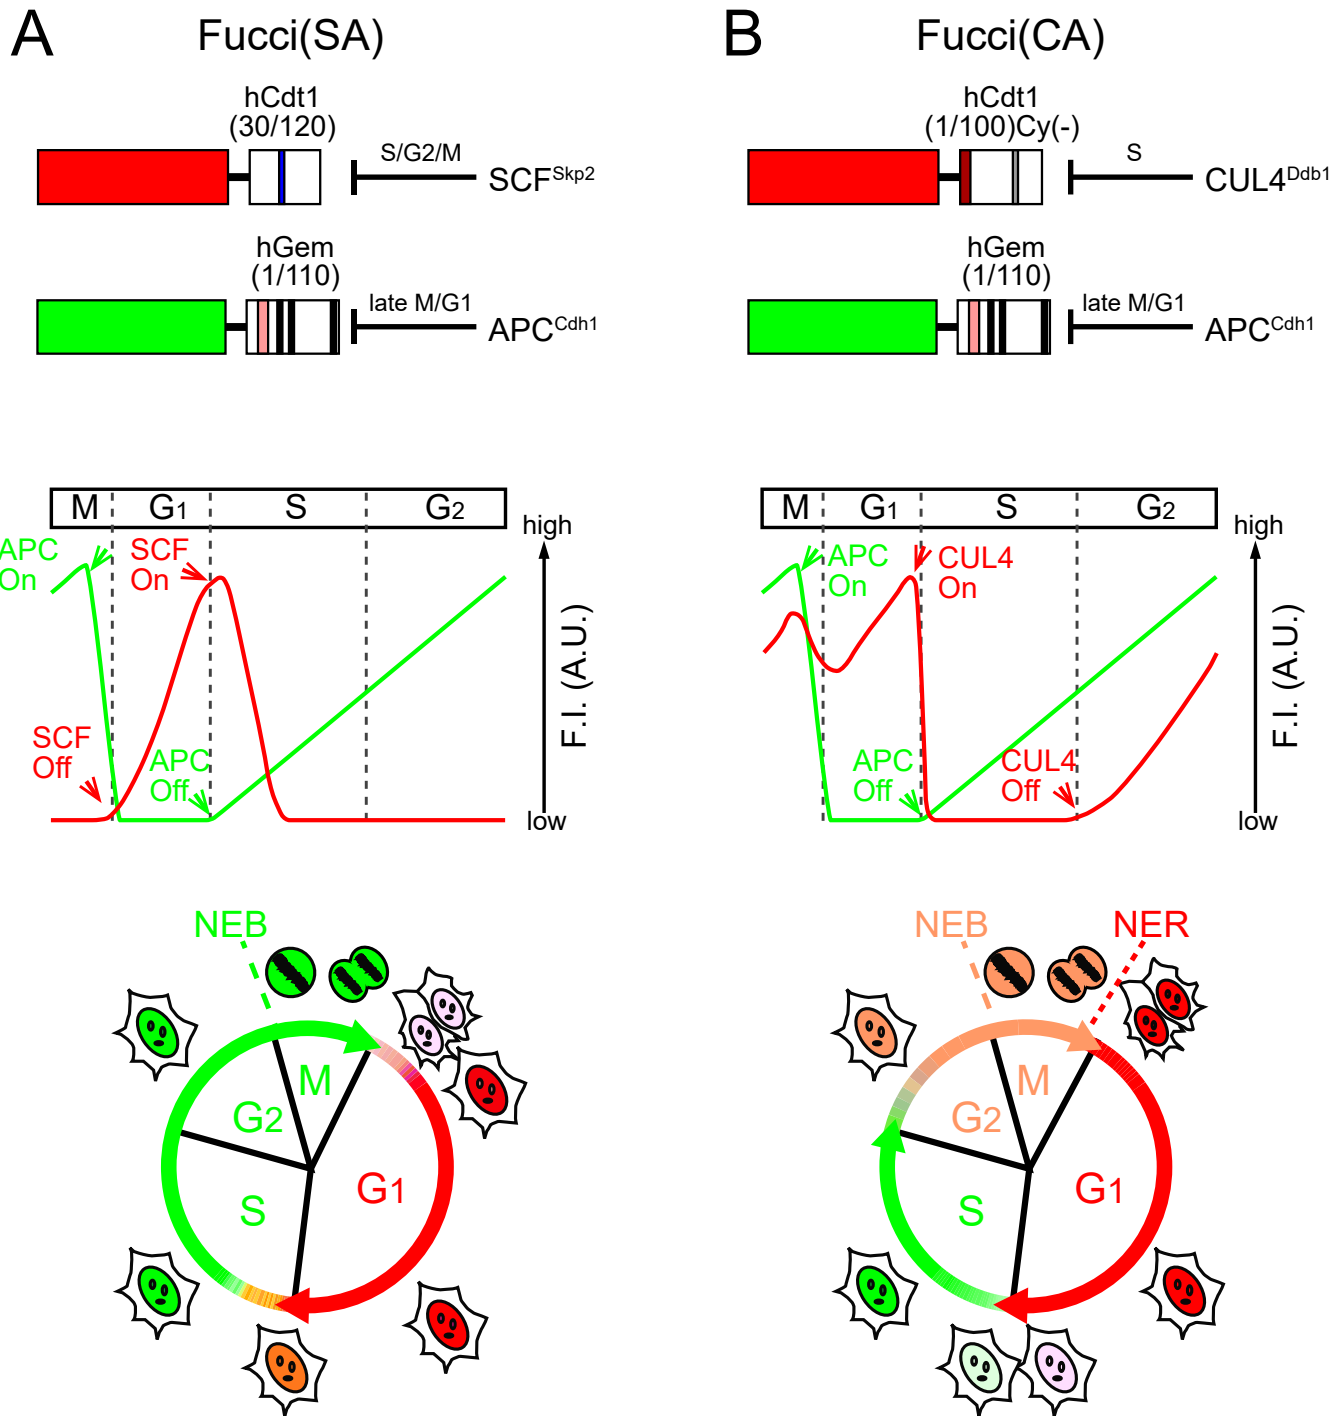 A
Fucci(SA)
hCdt1
(30/120)
S/G2/M
SCFSkp2
hGem
(1/110)
late M/G1
APCCdh1
M G1 S G2
high
APC
On
SCF
On
SCF
Off
APC
Off
F.I. (A.U.)
low
NEB
M
G2
G1
S
B
Fucci(CA)
hCdt1
(1/100)Cy(-)
S
CUL4Ddb1
hGem
(1/110)
late M/G1
APCCdh1
M G1 S G2
high
APC
On
CUL4
On
APC
Off
CUL4
Off
F.I. (A.U.)
low
NEB
NER
M
G2
G1
S